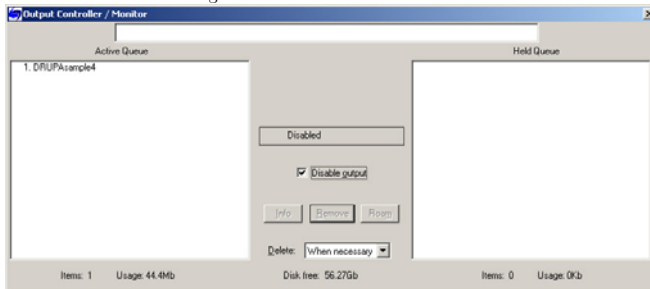 Output Controller / Monitor
Active Queue
Held Queue
1. DRUPAsample4
Disabled
Disable output
Info Remove Roam
Delete: When necessary
Items: 1 Usage: 44.4Mb Disk free: 56.27Gb Items: 0 Usage: 0Kb